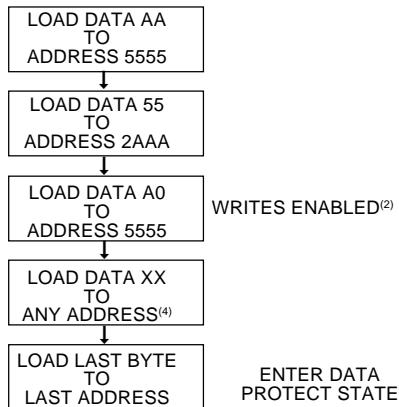 LOAD DATA AA
TO
ADDRESS 5555
LOAD DATA 55
TO
ADDRESS 2AAA
LOAD DATA A0
TO
ADDRESS 5555
WRITES ENABLED(2)
LOAD DATA XX
TO
ANY ADDRESS(4)
LOAD LAST BYTE
TO
LAST ADDRESS
ENTER DATA
PROTECT STATE